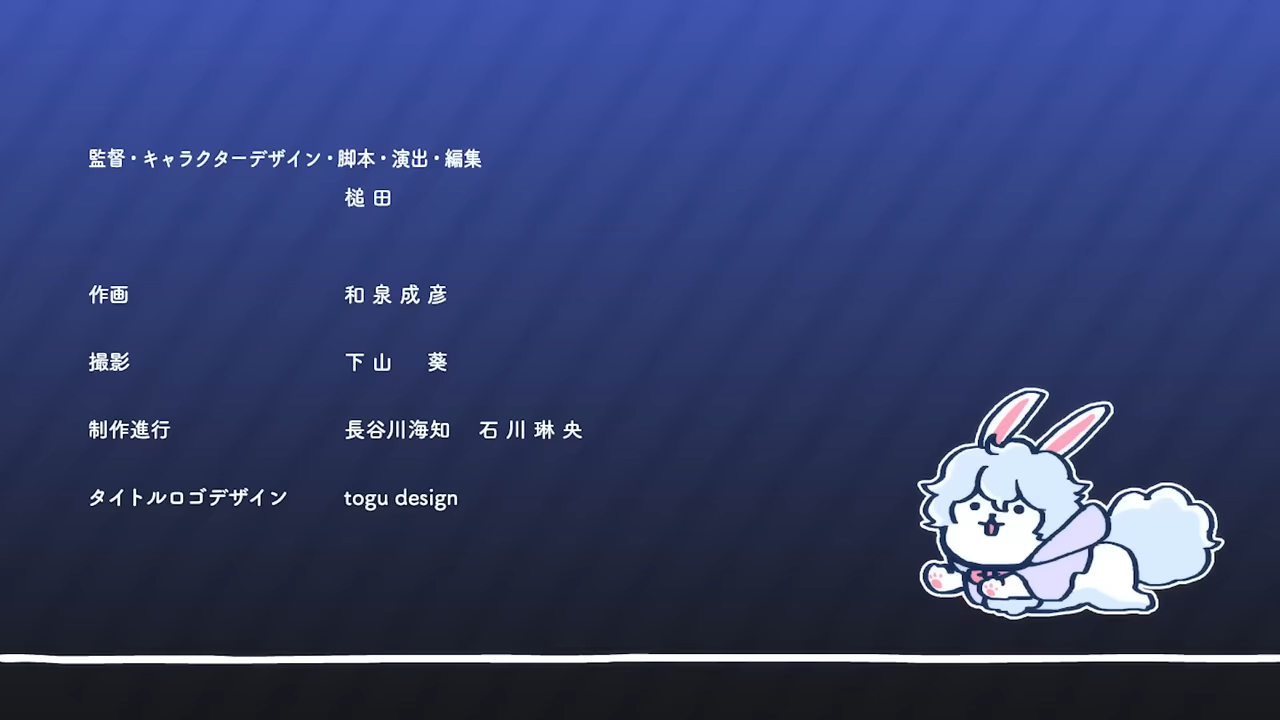 監督・キャラクターデザイン・脚本・演出・編集
槌田
作画 和泉成彦
撮影 下山 葵
制作進行 長谷川海知 石川琳央
タイトルロゴデザイン togu design